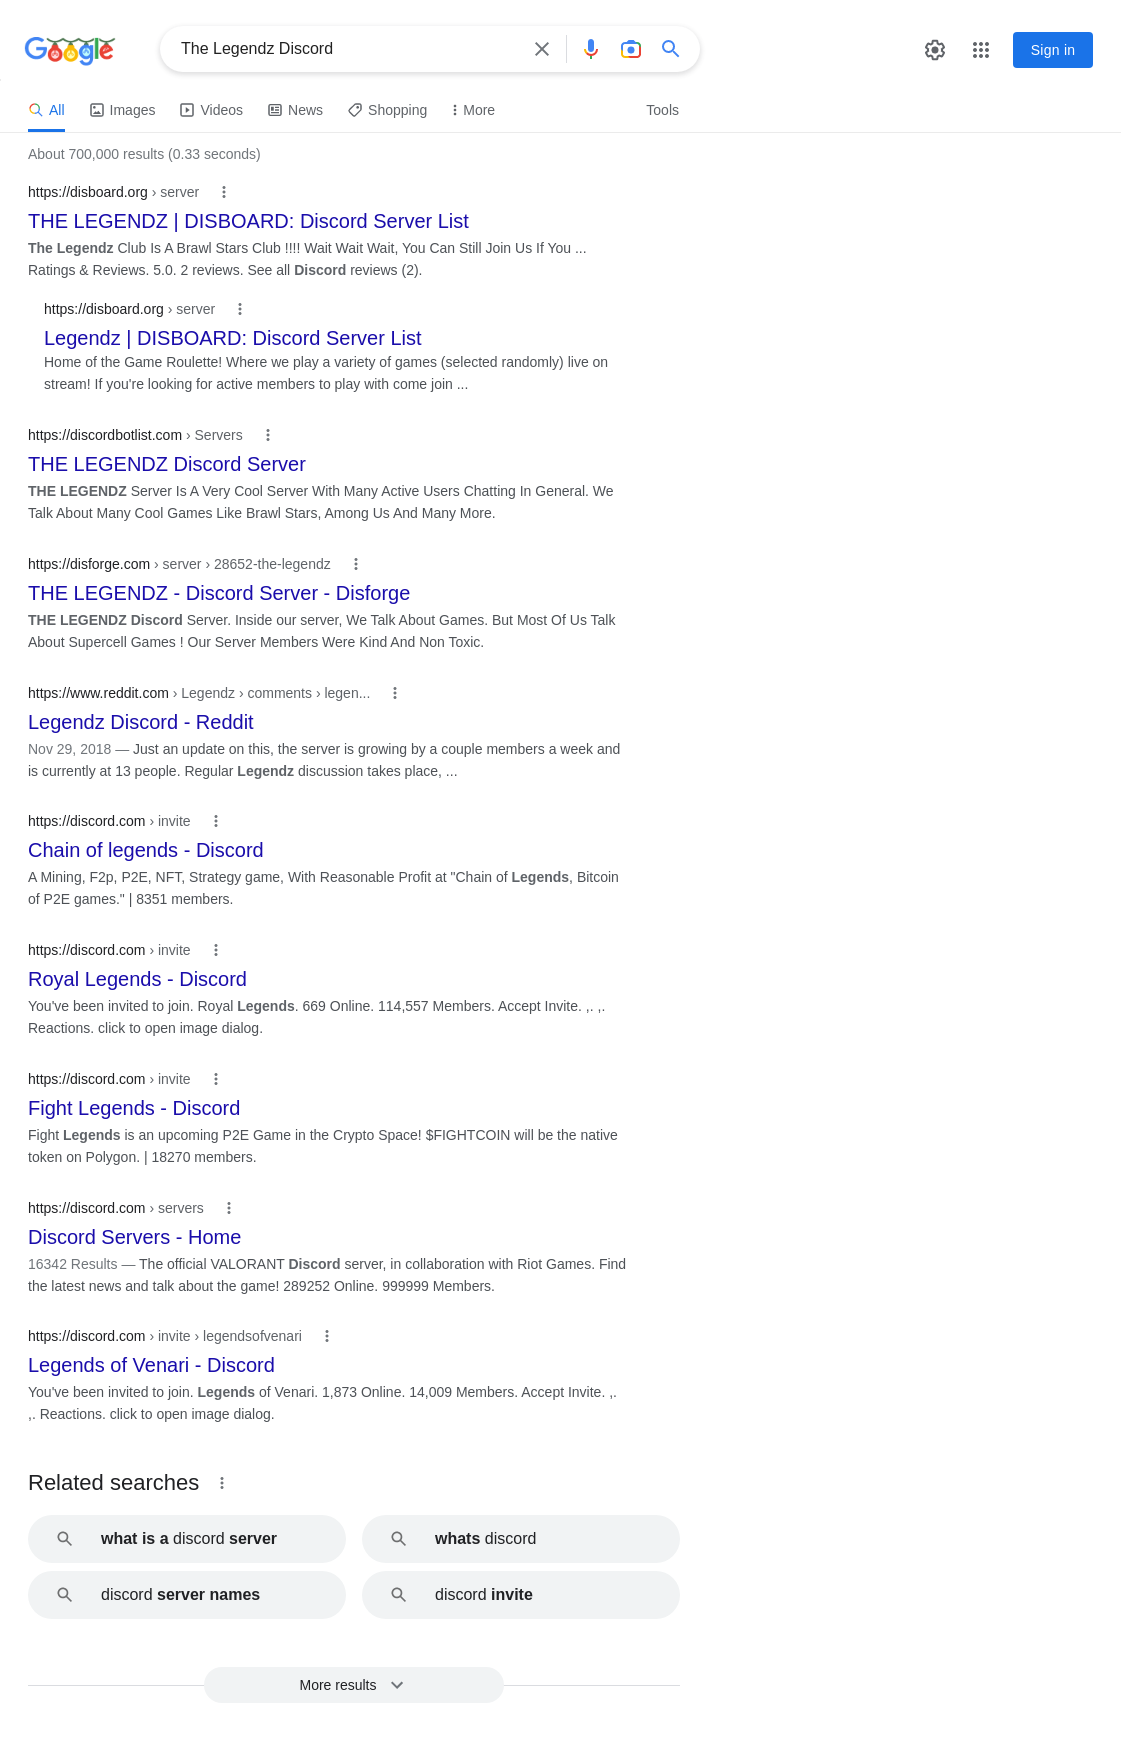 Google
The Legendz Discord
Sign in
All Images Videos News Shopping More Tools
About 700,000 results (0.33 seconds)
https://disboard.org › server
THE LEGENDZ | DISBOARD: Discord Server List
The Legendz Club Is A Brawl Stars Club !!!! Wait Wait Wait, You Can Still Join Us If You ...
Ratings & Reviews. 5.0. 2 reviews. See all Discord reviews (2).
https://disboard.org › server
Legendz | DISBOARD: Discord Server List
Home of the Game Roulette! Where we play a variety of games (selected randomly) live on
stream! If you're looking for active members to play with come join ...
https://discordbotlist.com › Servers
THE LEGENDZ Discord Server
THE LEGENDZ Server Is A Very Cool Server With Many Active Users Chatting In General. We
Talk About Many Cool Games Like Brawl Stars, Among Us And Many More.
https://disforge.com › server › 28652-the-legendz
THE LEGENDZ - Discord Server - Disforge
THE LEGENDZ Discord Server. Inside our server, We Talk About Games. But Most Of Us Talk
About Supercell Games ! Our Server Members Were Kind And Non Toxic.
https://www.reddit.com › Legendz › comments › legen...
Legendz Discord - Reddit
Nov 29, 2018 — Just an update on this, the server is growing by a couple members a week and
is currently at 13 people. Regular Legendz discussion takes place, ...
https://discord.com › invite
Chain of legends - Discord
A Mining, F2p, P2E, NFT, Strategy game, With Reasonable Profit at "Chain of Legends, Bitcoin
of P2E games." | 8351 members.
https://discord.com › invite
Royal Legends - Discord
You've been invited to join. Royal Legends. 669 Online. 114,557 Members. Accept Invite. ,. ,.
Reactions. click to open image dialog.
https://discord.com › invite
Fight Legends - Discord
Fight Legends is an upcoming P2E Game in the Crypto Space! $FIGHTCOIN will be the native
token on Polygon. | 18270 members.
https://discord.com › servers
Discord Servers - Home
16342 Results — The official VALORANT Discord server, in collaboration with Riot Games. Find
the latest news and talk about the game! 289252 Online. 999999 Members.
https://discord.com › invite › legendsofvenari
Legends of Venari - Discord
You've been invited to join. Legends of Venari. 1,873 Online. 14,009 Members. Accept Invite. ,.
,. Reactions. click to open image dialog.
Related searches
what is a discord server
whats discord
discord server names
discord invite
More results